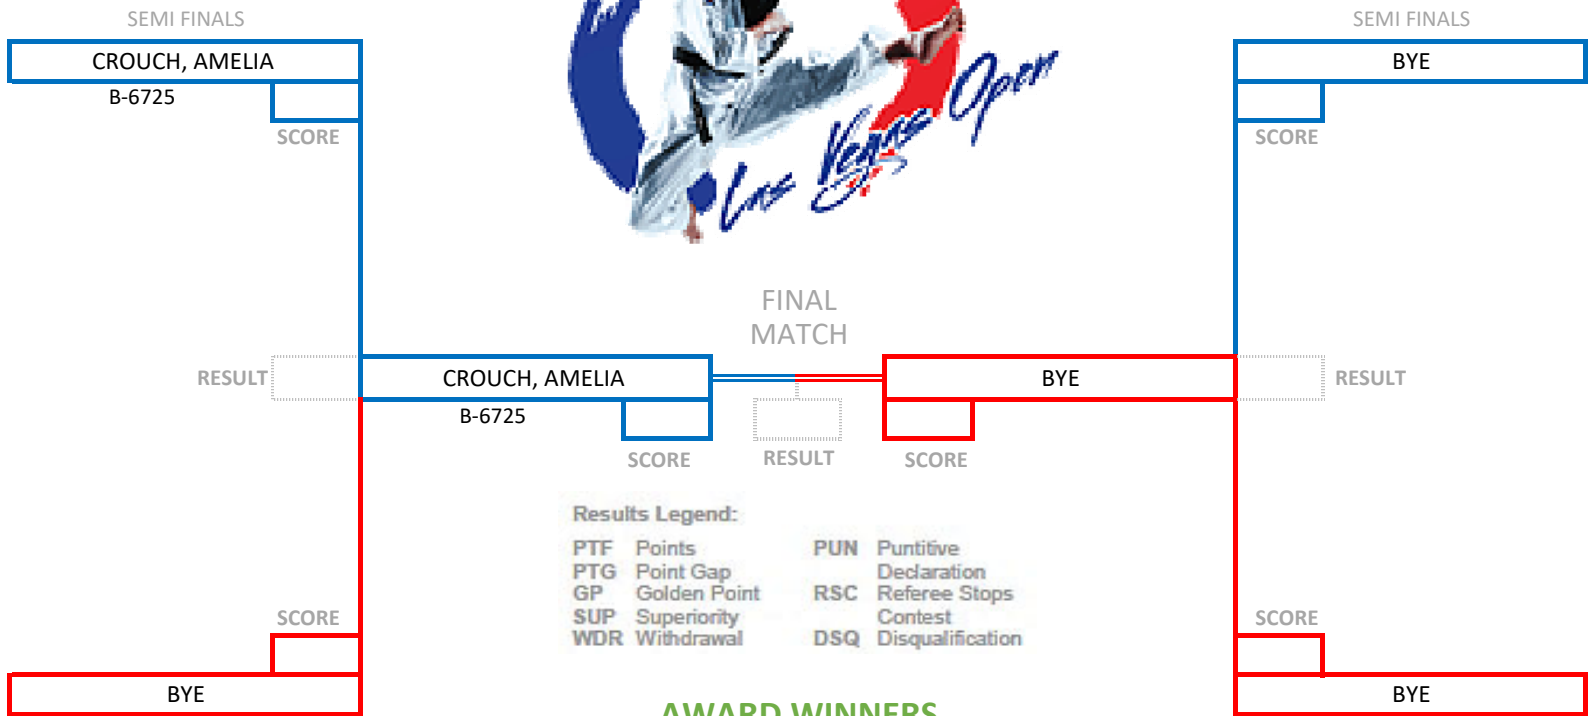 SEMI FINALS
SEMI FINALS
CROUCH, AMELIA
BYE
B-6725
SCORE
SCORE
Las Vegas Open
FINAL
MATCH
RESULT
CROUCH, AMELIA
BYE
RESULT
B-6725
SCORE
RESULT
SCORE
Results Legend:
PTF Points
PTG Point Gap
GP Golden Point
SUP Superiority
WDR Withdrawal
PUN Puntitive
Declaration
RSC Referee Stops
Contest
DSQ Disqualification
SCORE
SCORE
BYE
BYE
AWARD WINNERS